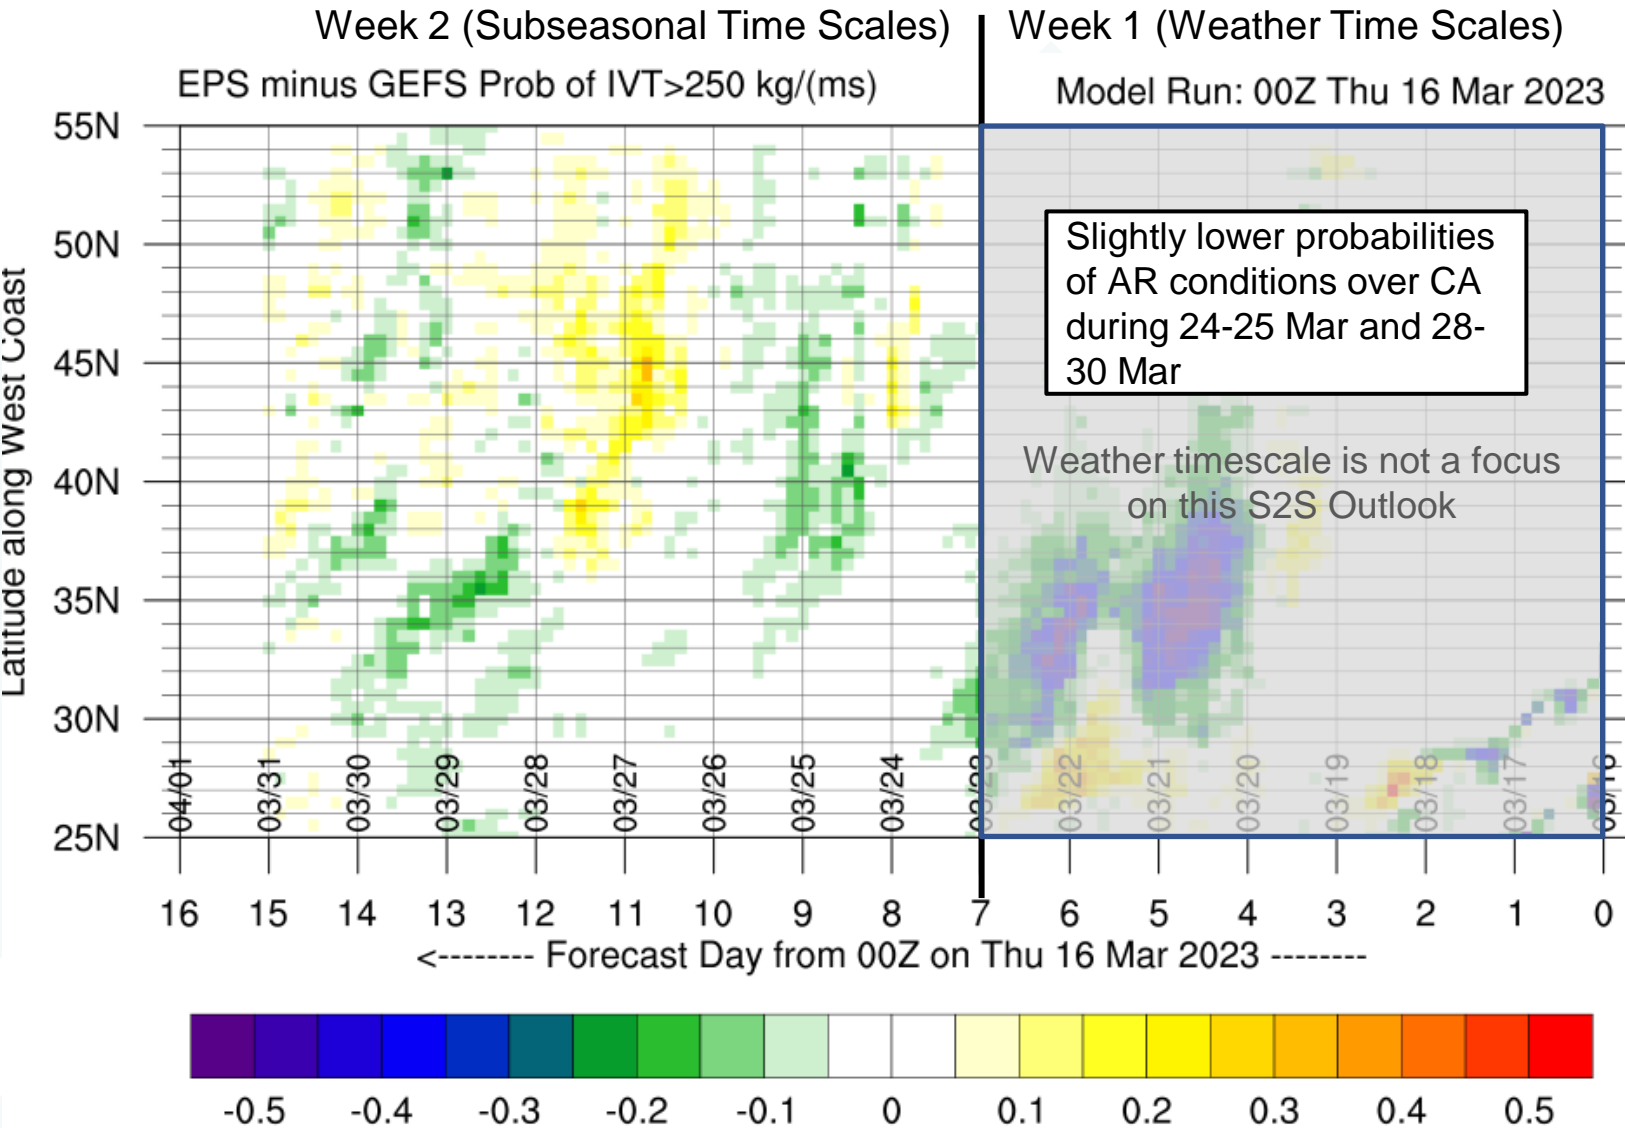 Week 2 (Subseasonal Time Scales)
Week 1 (Weather Time Scales)
EPS minus GEFS Prob of IVT>250 kg/(ms)
Model Run: 00Z Thu 16 Mar 2023
55N
50N
45N
40N
35N
30N
25N
Latitude along West Coast
Slightly lower probabilities
of AR conditions over CA
during 24-25 Mar and 28-
30 Mar
Weather timescale is not a focus
on this S2S Outlook
04/01
03/31
03/30
03/29
03/28
03/27
03/26
03/25
03/24
03/23
03/22
03/21
03/20
03/19
03/18
03/17
03/16
16 15 14 13 12 11 10 9 8 7 6 5 4 3 2 1 0
<-------- Forecast Day from 00Z on Thu 16 Mar 2023 --------
-0.5 -0.4 -0.3 -0.2 -0.1 0 0.1 0.2 0.3 0.4 0.5